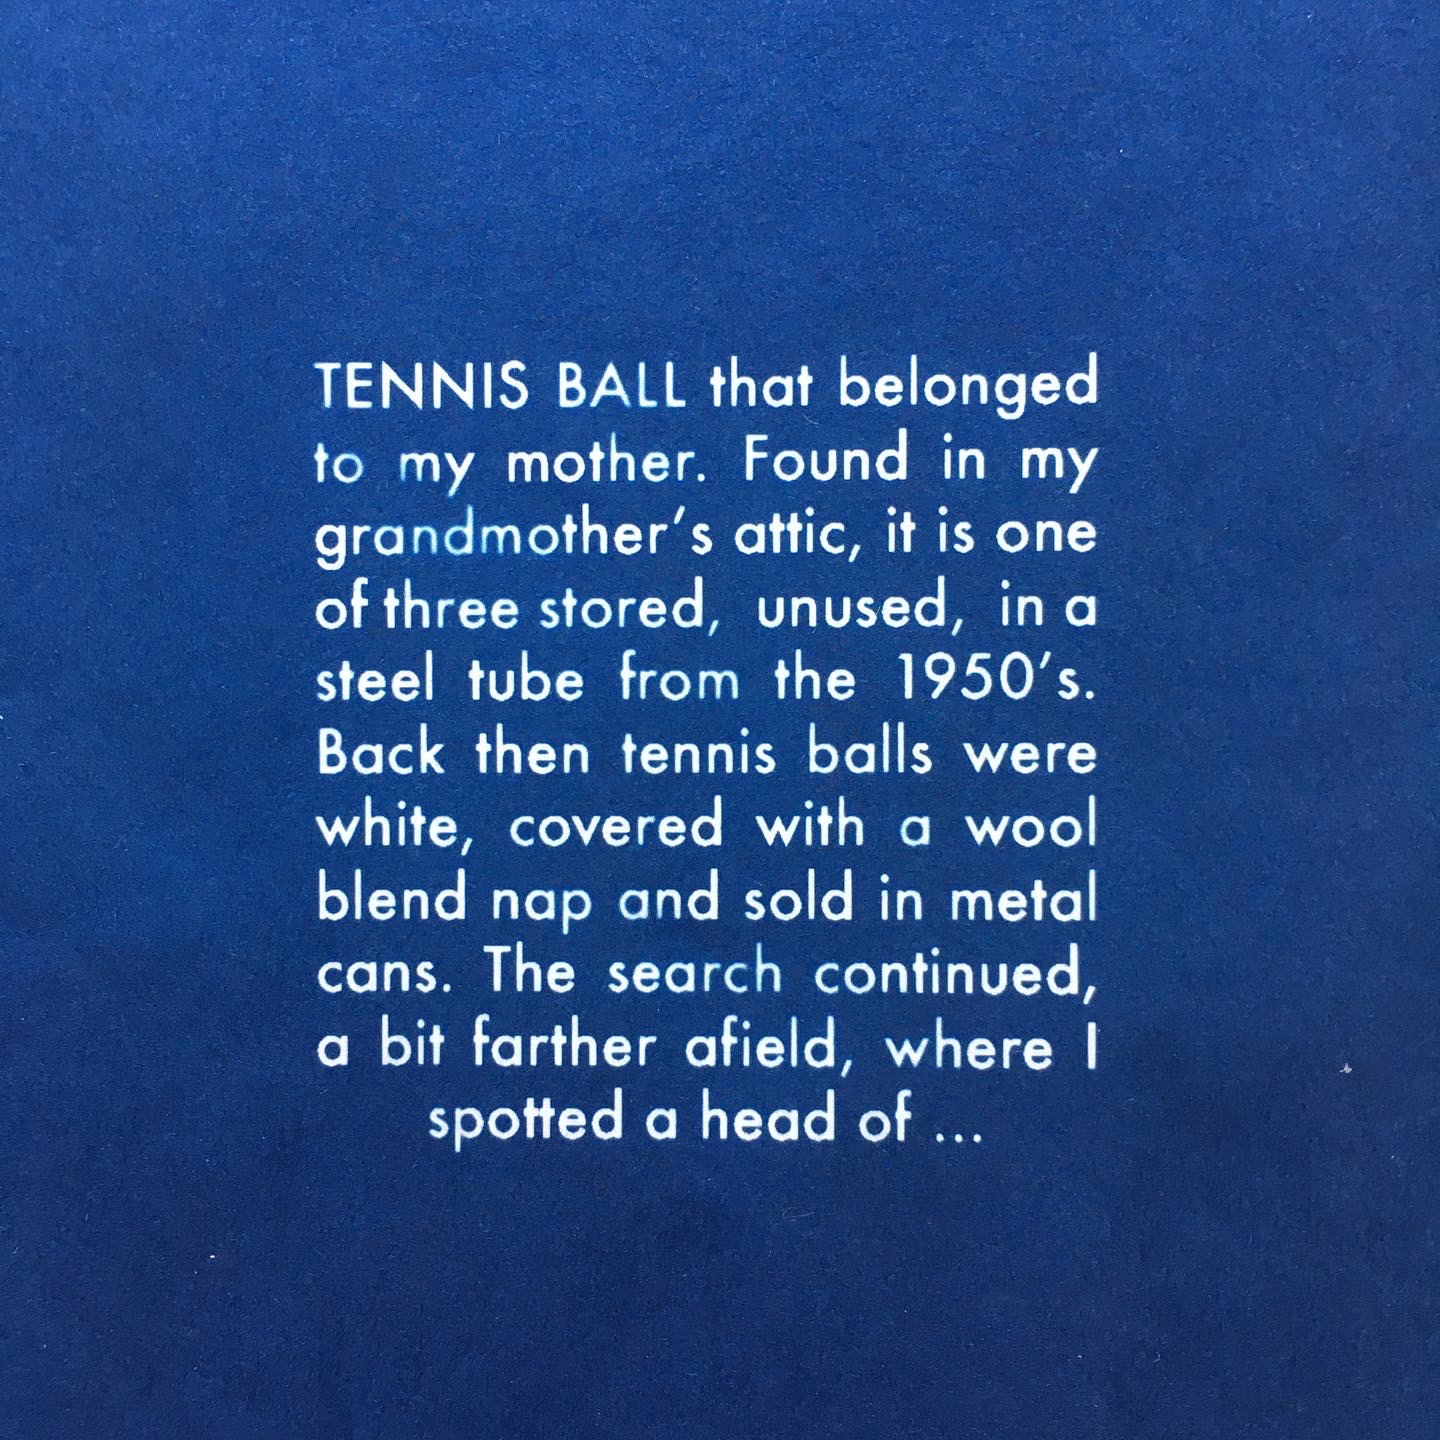 TENNIS BALL that belonged
to my mother. Found in my
grandmother’s attic, it is one
of three stored, unused, in a
steel tube from the 1950’s.
Back then tennis balls were
white, covered with a wool
blend nap and sold in metal
cans. The search continued,
a bit farther afield, where I
spotted a head of ...